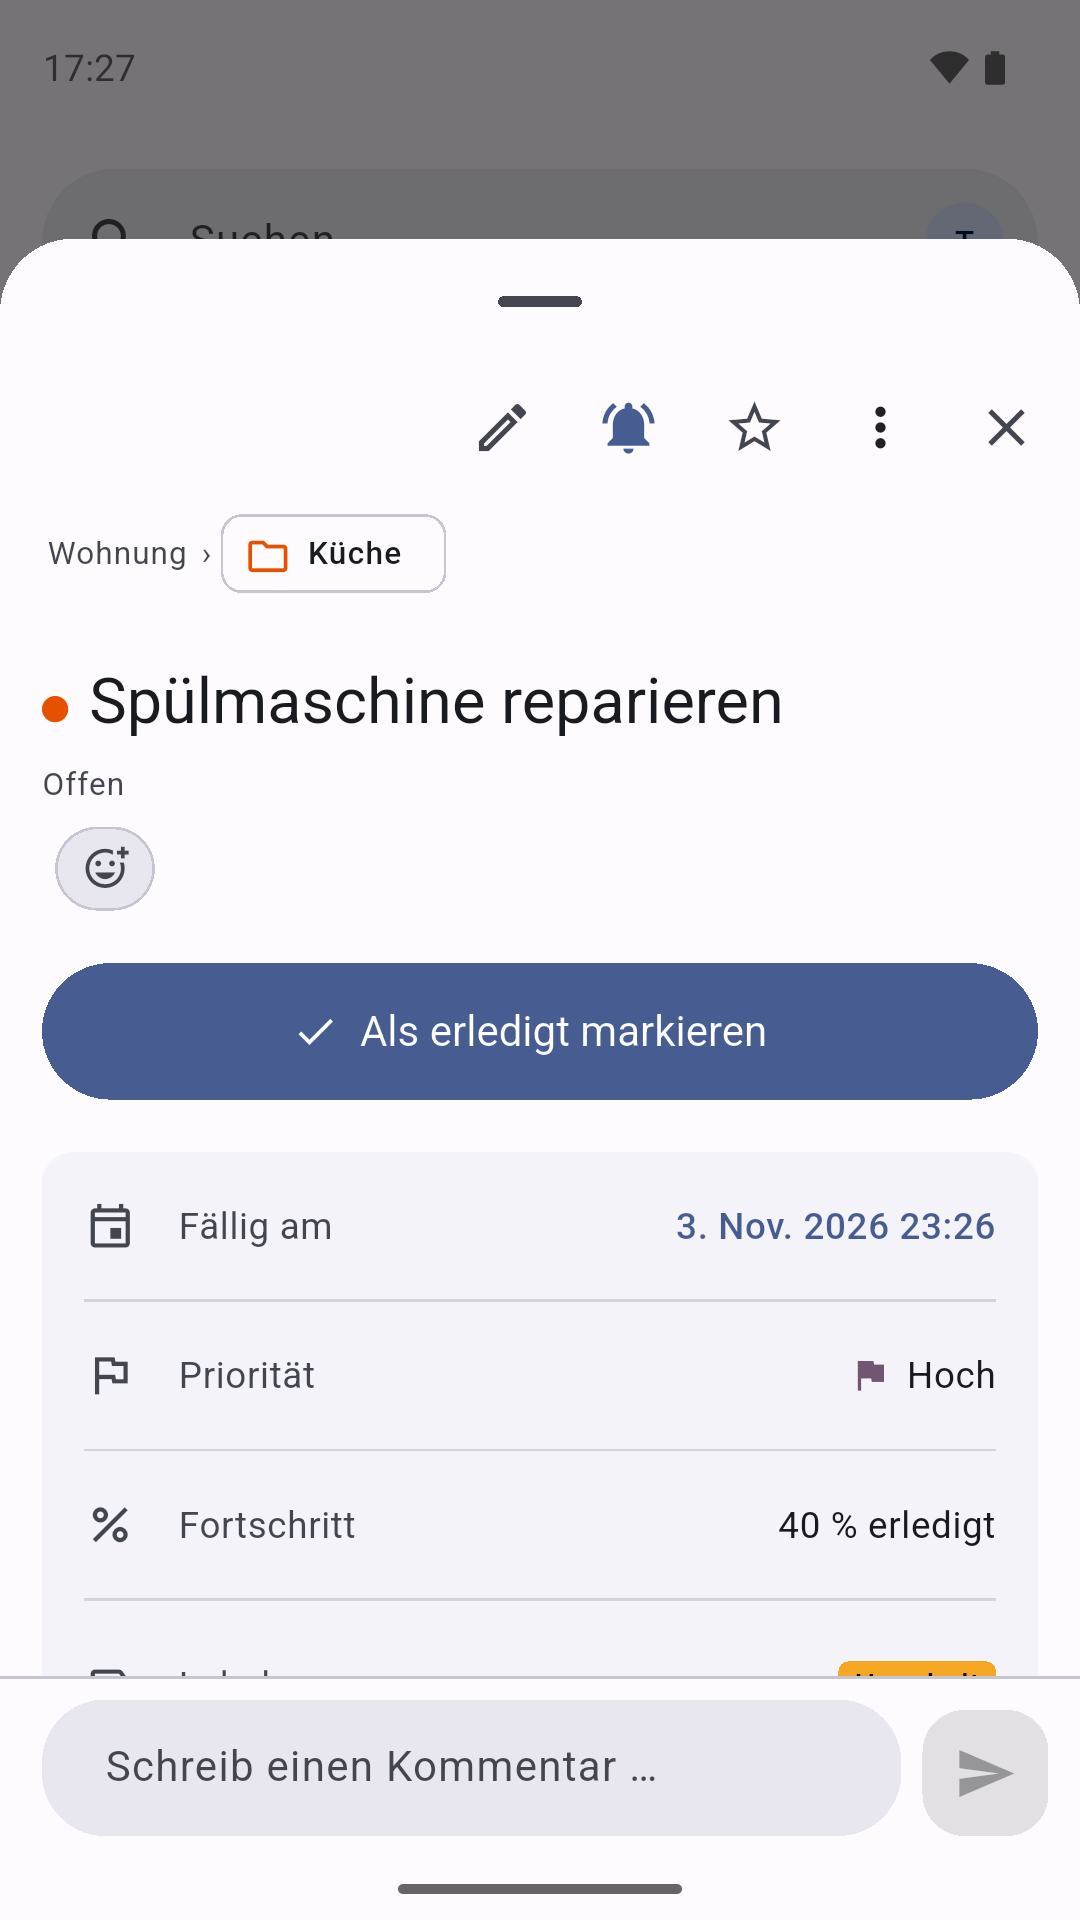 17:27
Suchen
Wohnung › Küche
Spülmaschine reparieren
Offen
Als erledigt markieren
Fällig am 3. Nov. 2026 23:26
Priorität Hoch
Fortschritt 40 % erledigt
Schreib einen Kommentar …